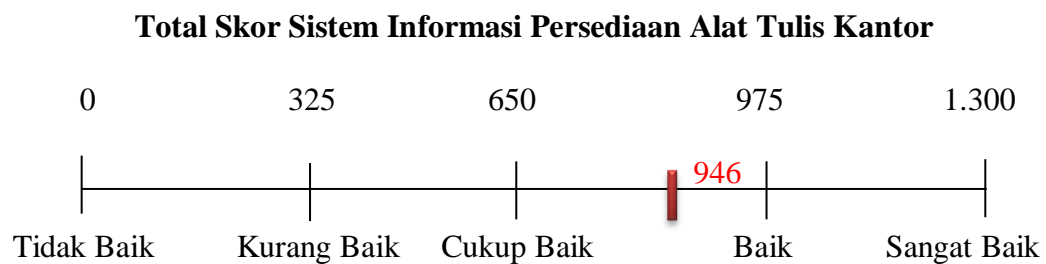 Total Skor Sistem Informasi Persediaan Alat Tulis Kantor
0 325 650 975 1.300
946
Tidak Baik Kurang Baik Cukup Baik Baik Sangat Baik